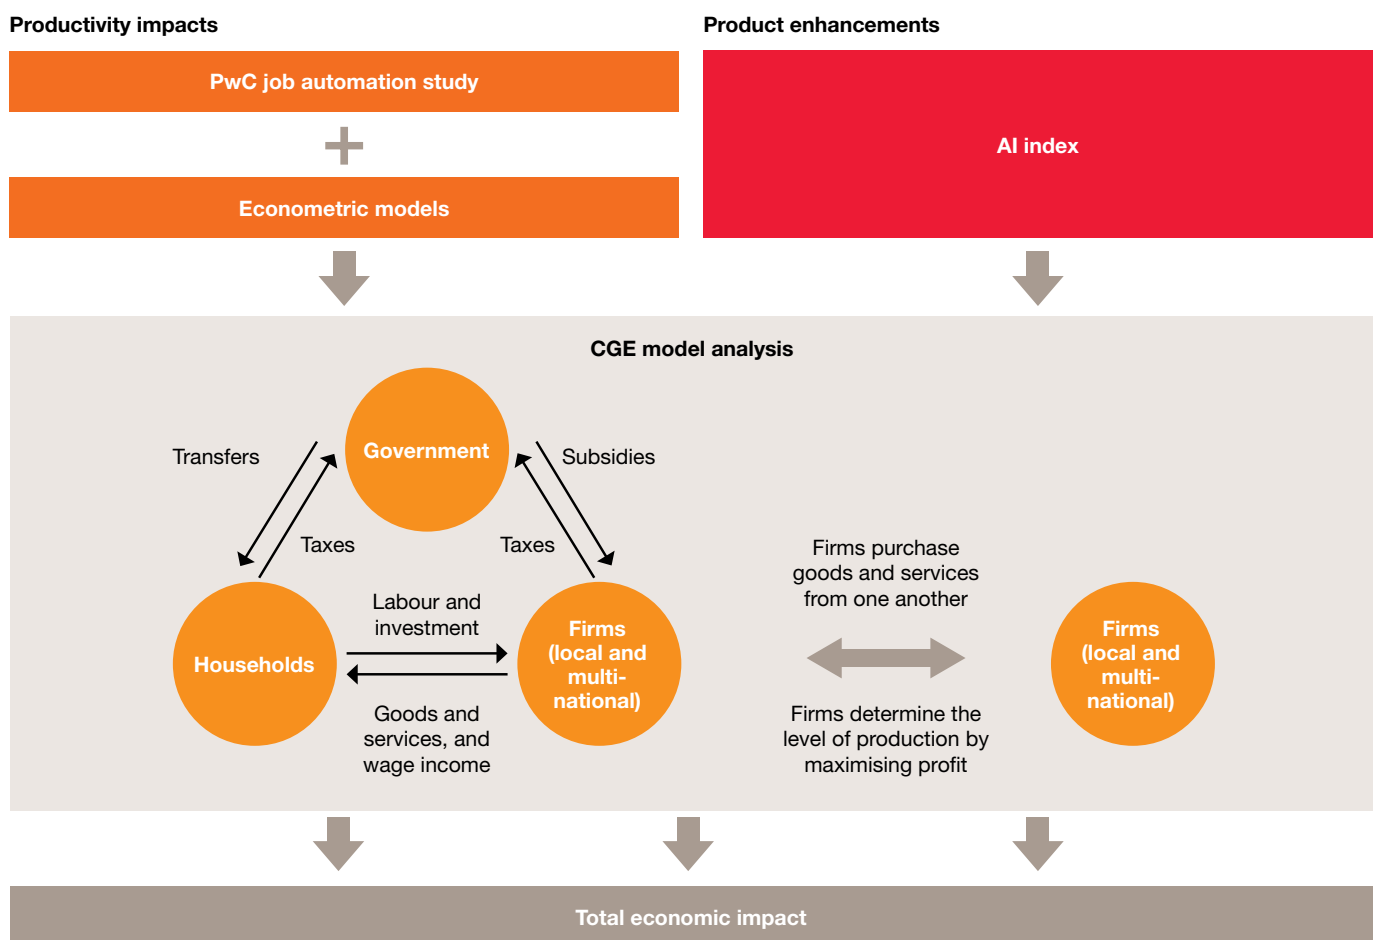 Productivity impacts
Product enhancements
PwC job automation study
Econometric models
AI index
CGE model analysis
Government
Transfers
Subsidies
Taxes
Taxes
Households
Labour and
investment
Goods and
services, and
wage income
Firms
(local and
multi-
national)
Firms purchase
goods and services
from one another
Firms determine the
level of production by
maximising profit
Firms
(local and
multi-
national)
Total economic impact